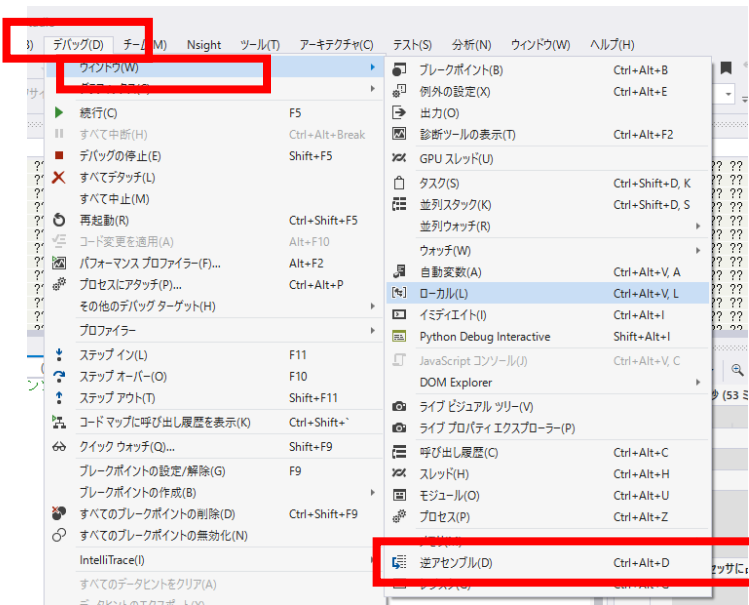 デバッグ(D) チーム(M) Nsight ツール(T) アーキテクチャ(C) テスト(S) 分析(N) ウィンドウ(W) ヘルプ(H)
ウィンドウ(W)
続行(C) F5
すべて中断(H) Ctrl+Alt+Break
デバッグの停止(E) Shift+F5
すべてデタッチ(L)
すべて中止(M)
再起動(R) Ctrl+Shift+F5
コード変更を適用(A) Alt+F10
パフォーマンス プロファイラー(F)... Alt+F2
プロセスにアタッチ(P)... Ctrl+Alt+P
その他のデバッグ ターゲット(H)
プロファイラー
ステップ イン(L) F11
ステップ オーバー(O) F10
ステップ アウト(T) Shift+F11
コード マップに呼び出し履歴を表示(K) Ctrl+Shift+`
クイック ウォッチ(Q)... Shift+F9
ブレークポイントの設定/解除(G) F9
ブレークポイントの作成(B)
すべてのブレークポイントの削除(D) Ctrl+Shift+F9
すべてのブレークポイントの無効化(N)
IntelliTrace(I)
すべてのデータヒントをクリア(A)
データヒントのエクスポート(X)
ブレークポイント(B) Ctrl+Alt+B
例外の設定(X) Ctrl+Alt+E
出力(O)
診断ツールの表示(T) Ctrl+Alt+F2
GPU スレッド(U)
タスク(S) Ctrl+Shift+D, K
並列スタック(K) Ctrl+Shift+D, S
並列ウォッチ(R)
ウォッチ(W)
自動変数(A) Ctrl+Alt+V, A
ローカル(L) Ctrl+Alt+V, L
イミディエイト(I) Ctrl+Alt+I
Python Debug Interactive Shift+Alt+I
JavaScript コンソール(J) Ctrl+Alt+V, C
DOM Explorer
ライブ ビジュアル ツリー(V)
ライブ プロパティ エクスプローラー(P)
呼び出し履歴(C) Ctrl+Alt+C
スレッド(H) Ctrl+Alt+H
モジュール(O) Ctrl+Alt+U
プロセス(P) Ctrl+Alt+Z
逆アセンブル(D) Ctrl+Alt+D